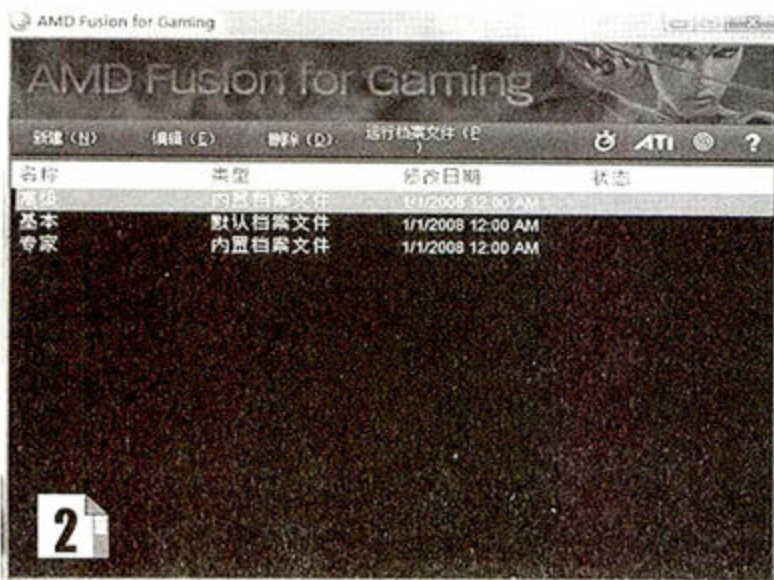 AMD Fusion for Gaming
AMD Fusion for Gaming
新建 (N) 编辑 (E) 删除 (D) 运行档案文件 (P
) ATI ?
名称 类型 修改日期 状态
高级 内置档案文件 1/1/2008 12:00 AM
基本 默认档案文件 1/1/2008 12:00 AM
专家 内置档案文件 1/1/2008 12:00 AM
2